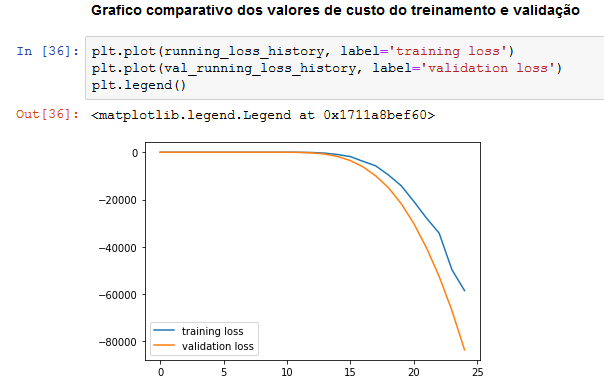 Grafico comparativo dos valores de custo do treinamento e validação
In [36]: plt.plot(running_loss_history, label='training loss')
plt.plot(val_running_loss_history, label='validation loss')
plt.legend()
Out[36]: <matplotlib.legend.Legend at 0x1711a8bef60>
0
−20000
−40000
−60000
−80000
training loss
validation loss
0 5 10 15 20 25